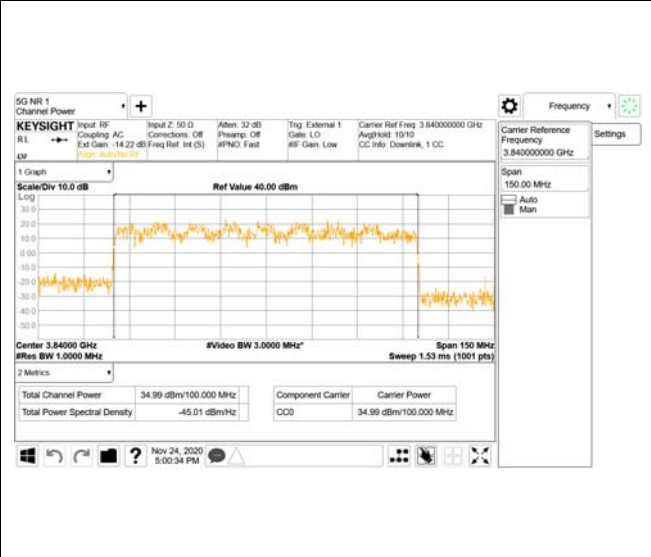 5G NR 1
Channel Power
Frequency
KEYSIGHT Input: RF Input Z: 50 Ω Atten: 32 dB Trig: External 1 Carrier Ref Freq: 3.840000000 GHz
RL Coupling: AC Corrections: Off Preamp: Off Gate: LO Avg|Hold: 10/10
Ext Gain: -14.22 dB Freq Ref: Int (S) #PNO: Fast #IF Gain: Low CC Info: Downlink, 1 CC
Align: Auto/No RF
Carrier Reference
Frequency
3.840000000 GHz
Settings
Span
150.00 MHz
Auto
Man
1 Graph
Scale/Div 10.0 dB Ref Value 40.00 dBm
Log
30.0
20.0
10.0
0.00
-10.0
-20.0
-30.0
-40.0
-50.0
Center 3.84000 GHz #Video BW 3.0000 MHz* Span 150 MHz
#Res BW 1.0000 MHz Sweep 1.53 ms (1001 pts)
2 Metrics
Total Channel Power 34.99 dBm/100.000 MHz Component Carrier Carrier Power
Total Power Spectral Density -45.01 dBm/Hz CC0 34.99 dBm/100.000 MHz
? Nov 24, 2020
5:00:34 PM